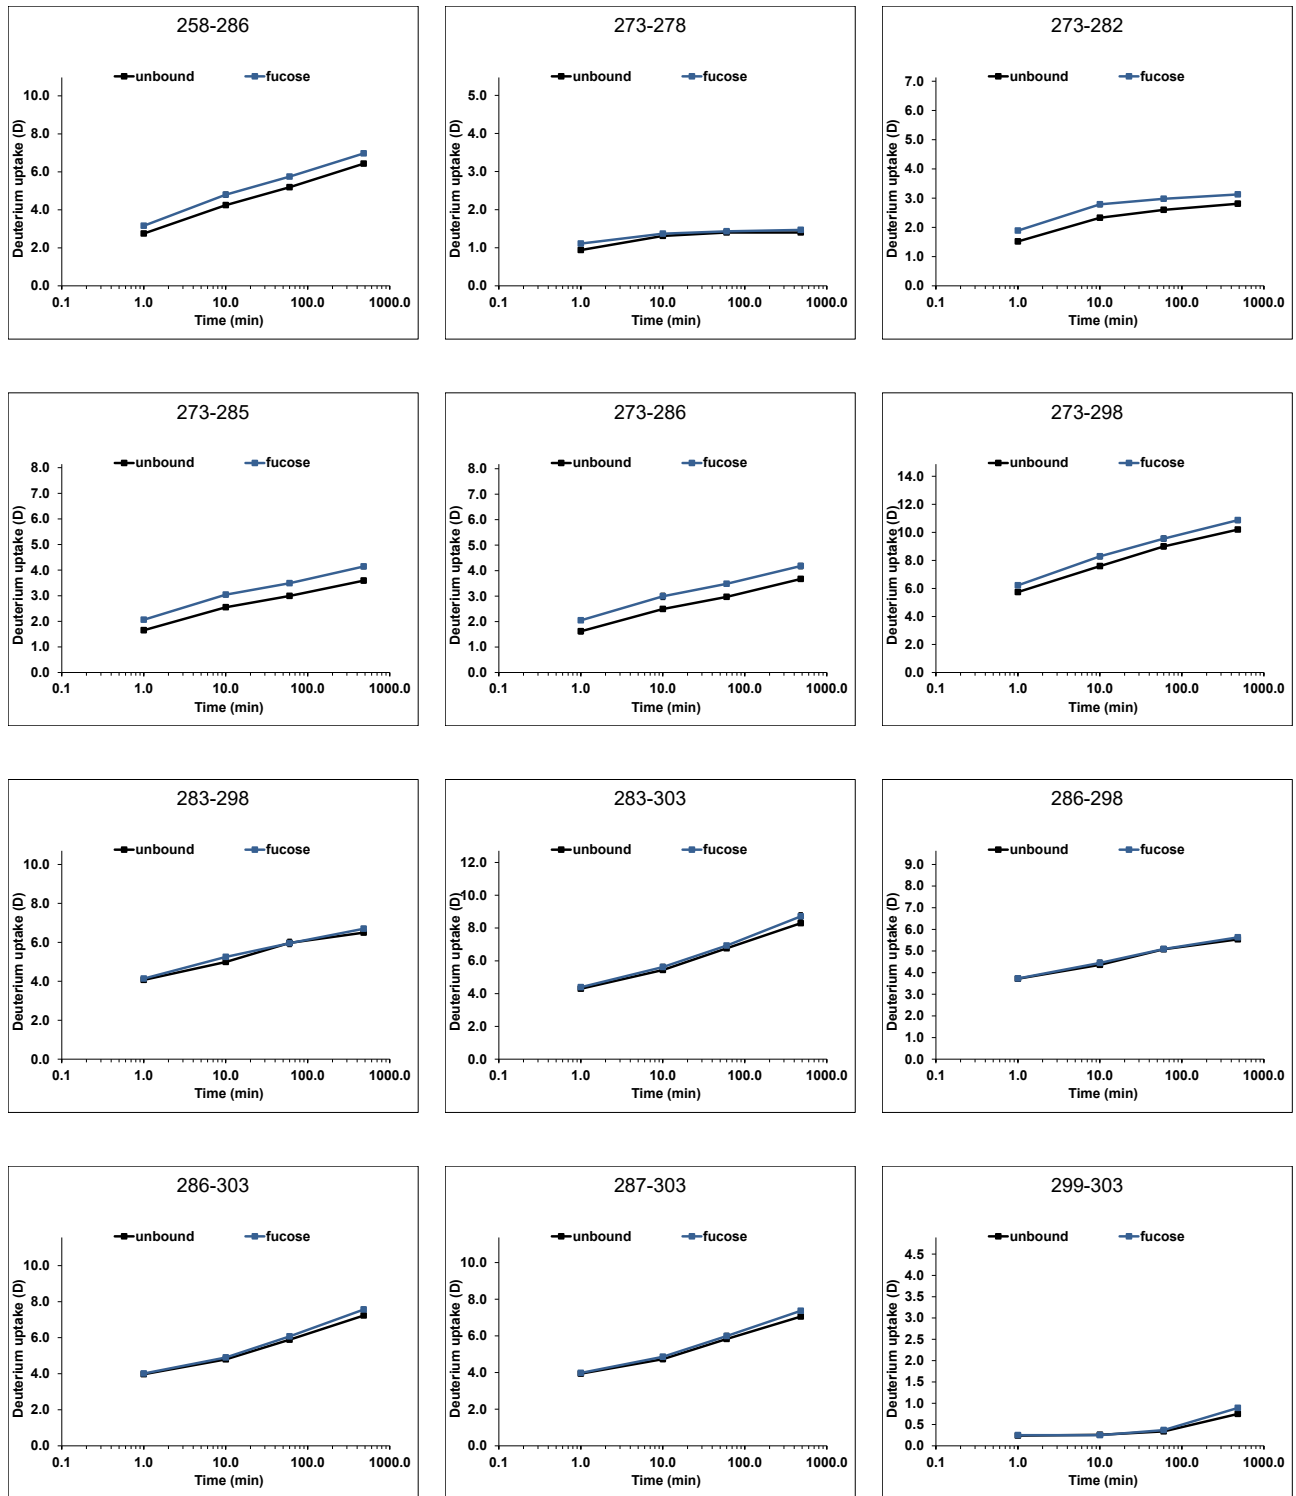 258-286
unbound fucose
Deuterium uptake (D)
10.0
8.0
6.0
4.0
2.0
0.0
0.1 1.0 10.0 100.0 1000.0
Time (min)
273-278
unbound fucose
Deuterium uptake (D)
5.0
4.0
3.0
2.0
1.0
0.0
0.1 1.0 10.0 100.0 1000.0
Time (min)
273-282
unbound fucose
Deuterium uptake (D)
7.0
6.0
5.0
4.0
3.0
2.0
1.0
0.0
0.1 1.0 10.0 100.0 1000.0
Time (min)
273-285
unbound fucose
Deuterium uptake (D)
8.0
7.0
6.0
5.0
4.0
3.0
2.0
1.0
0.0
0.1 1.0 10.0 100.0 1000.0
Time (min)
273-286
unbound fucose
Deuterium uptake (D)
8.0
7.0
6.0
5.0
4.0
3.0
2.0
1.0
0.0
0.1 1.0 10.0 100.0 1000.0
Time (min)
273-298
unbound fucose
Deuterium uptake (D)
14.0
12.0
10.0
8.0
6.0
4.0
2.0
0.0
0.1 1.0 10.0 100.0 1000.0
Time (min)
283-298
unbound fucose
Deuterium uptake (D)
10.0
8.0
6.0
4.0
2.0
0.0
0.1 1.0 10.0 100.0 1000.0
Time (min)
283-303
unbound fucose
Deuterium uptake (D)
12.0
10.0
8.0
6.0
4.0
2.0
0.0
0.1 1.0 10.0 100.0 1000.0
Time (min)
286-298
unbound fucose
Deuterium uptake (D)
9.0
8.0
7.0
6.0
5.0
4.0
3.0
2.0
1.0
0.0
0.1 1.0 10.0 100.0 1000.0
Time (min)
286-303
unbound fucose
Deuterium uptake (D)
10.0
8.0
6.0
4.0
2.0
0.0
0.1 1.0 10.0 100.0 1000.0
Time (min)
287-303
unbound fucose
Deuterium uptake (D)
10.0
8.0
6.0
4.0
2.0
0.0
0.1 1.0 10.0 100.0 1000.0
Time (min)
299-303
unbound fucose
Deuterium uptake (D)
4.5
4.0
3.5
3.0
2.5
2.0
1.5
1.0
0.5
0.0
0.1 1.0 10.0 100.0 1000.0
Time (min)